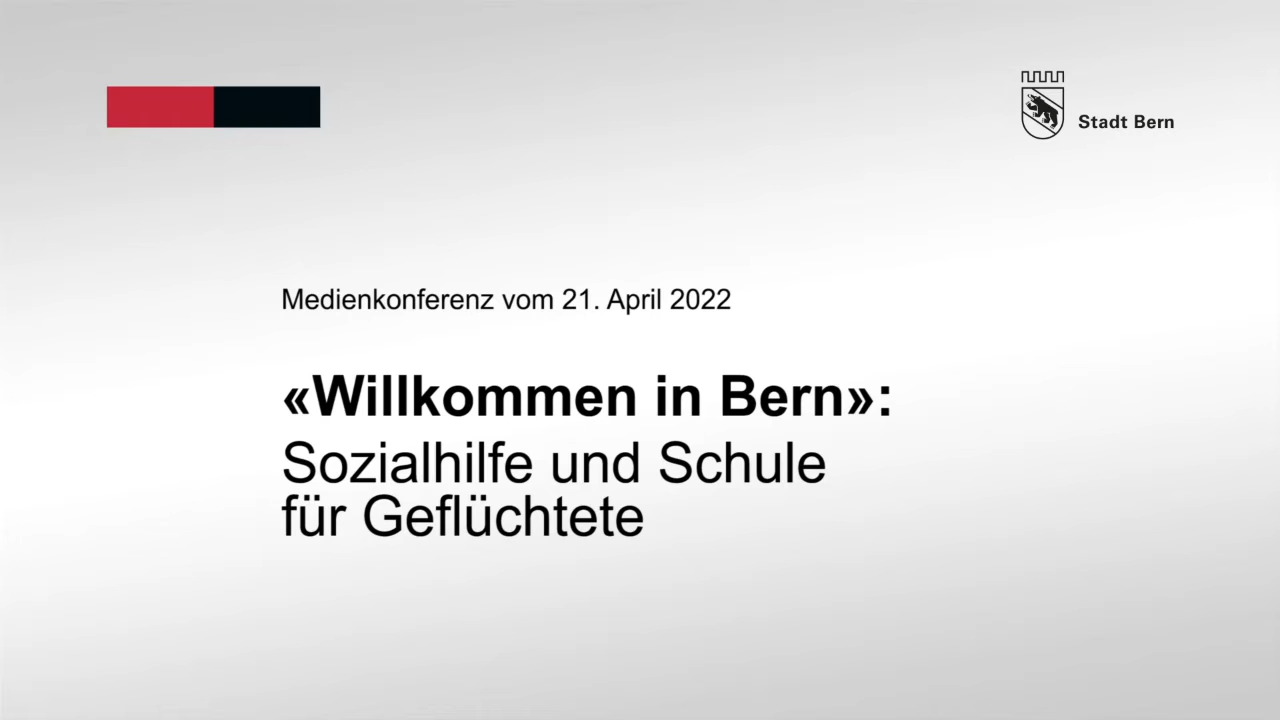 Stadt Bern
Medienkonferenz vom 21. April 2022
«Willkommen in Bern»:
Sozialhilfe und Schule
für Geflüchtete